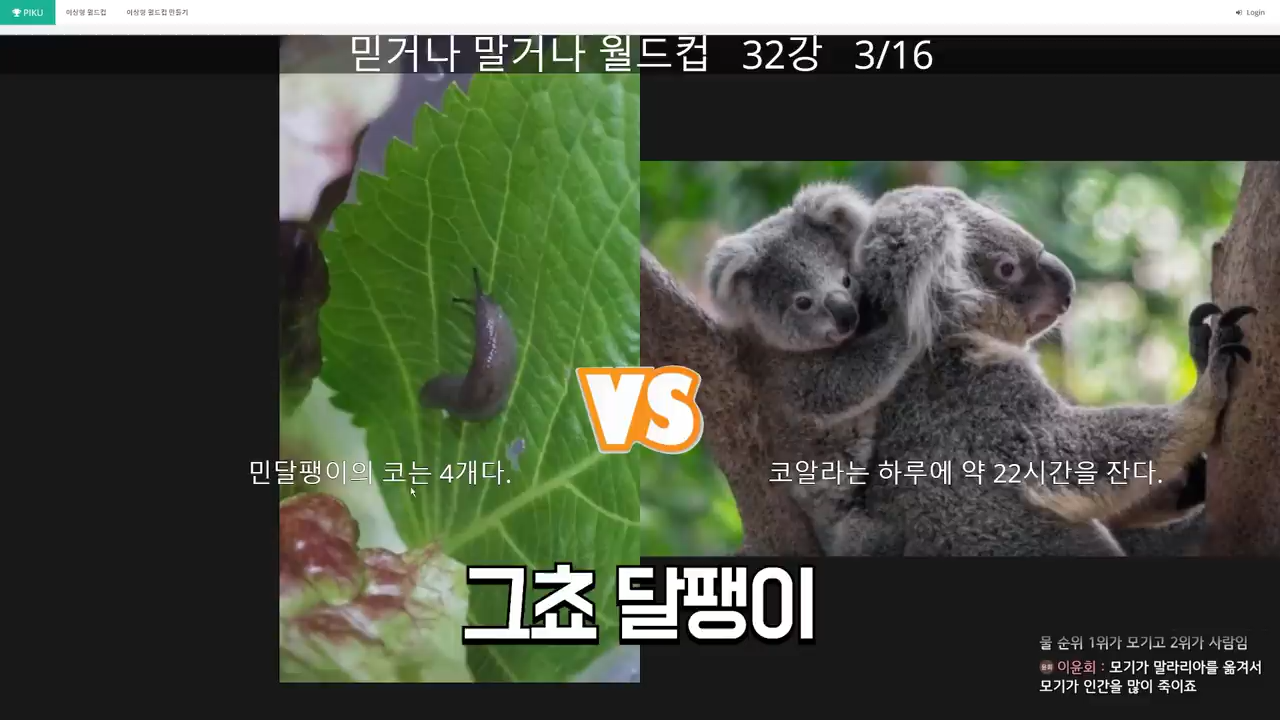 PIKU
이상형 월드컵
이상형 월드컵 만들기
Login
믿거나 말거나 월드컵 32강 3/16
VS
민달팽이의 코는 4개다.
코알라는 하루에 약 22시간을 잔다.
그쵸 달팽이
물 순위 1위가 모기고 2위가 사람임
이윤희 : 모기가 말라리아를 옮겨서
모기가 인간을 많이 죽이죠